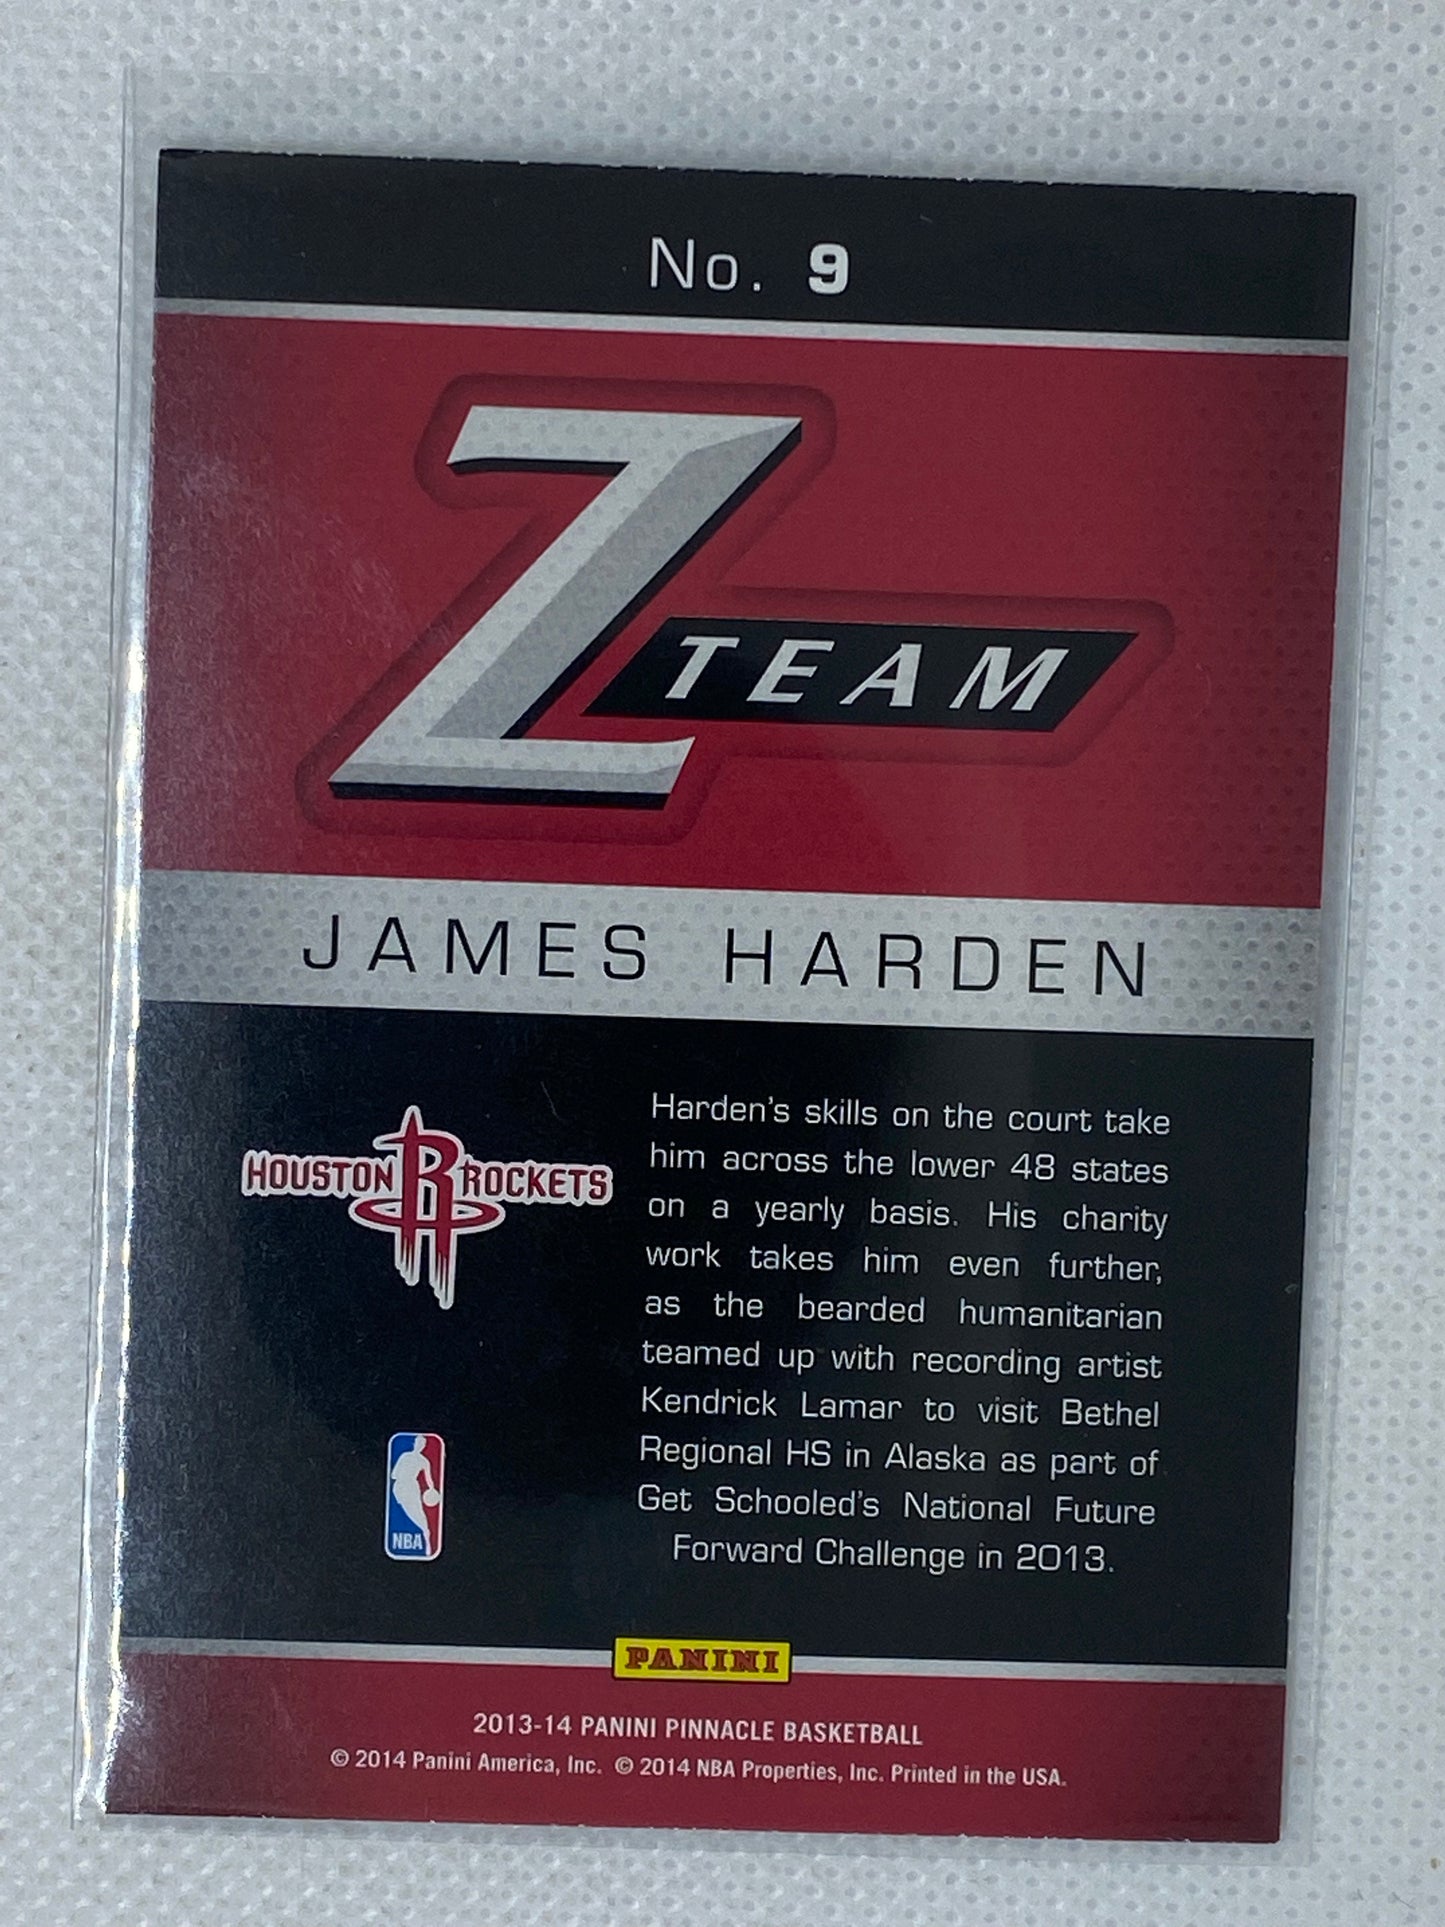 No. 9
Z TEAM
JAMES HARDEN
HOUSTON R ROCKETS
Harden's skills on the court take
him across the lower 48 states
on a yearly basis. His charity
work takes him even further,
as the bearded humanitarian
teamed up with recording artist
Kendrick Lamar to visit Bethel
Regional HS in Alaska as part of
Get Schooled's National Future
Forward Challenge in 2013.
NBA
PANINI
2013-14 PANINI PINNACLE BASKETBALL
© 2014 Panini America, Inc. © 2014 NBA Properties, Inc. Printed in the USA.